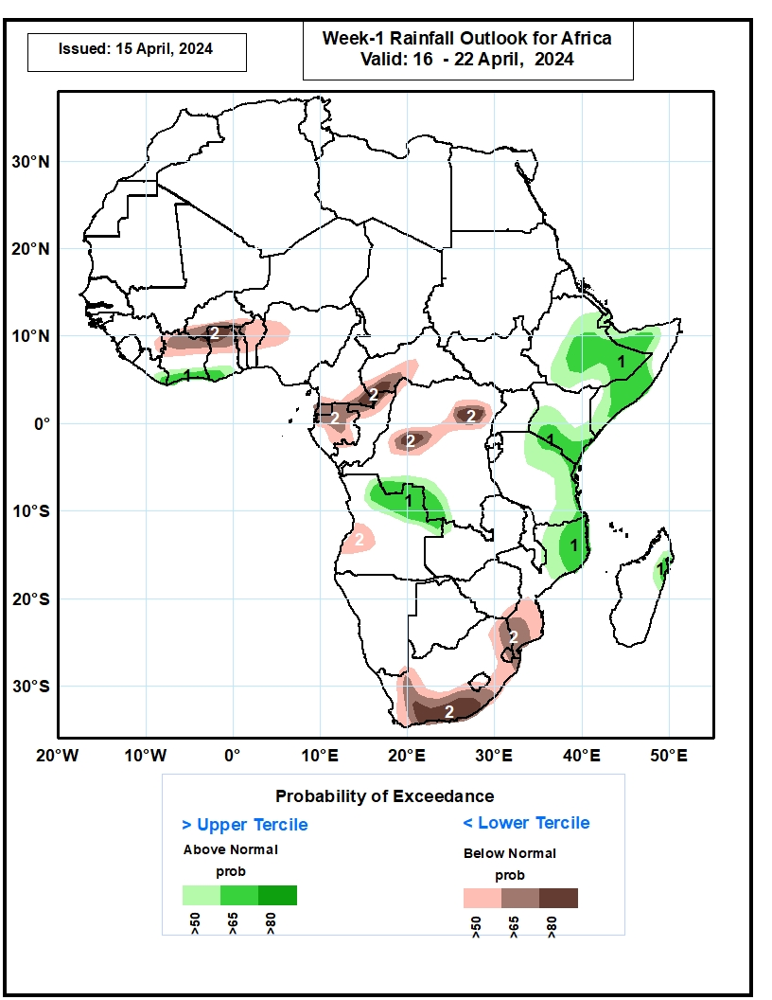 Issued: 15 April, 2024
Week-1 Rainfall Outlook for Africa
Valid: 16 - 22 April, 2024
30°N
20°N
10°N
0°
10°S
20°S
30°S
2
1
1
2
2
2
2
1
1
2
1
1
2
2
20°W
10°W
0°
10°E
20°E
30°E
40°E
50°E
Probability of Exceedance
> Upper Tercile
< Lower Tercile
Above Normal
Below Normal
prob
prob
>50
>65
>80
>50
>65
>80